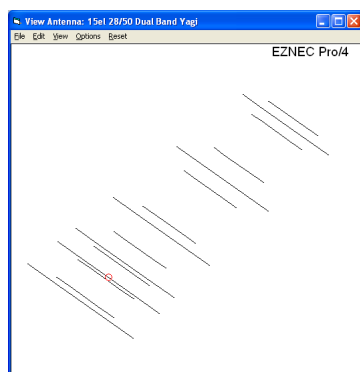 View Antenna: 15el 28/50 Dual Band Yagi
File Edit View Options Reset
EZNEC Pro/4